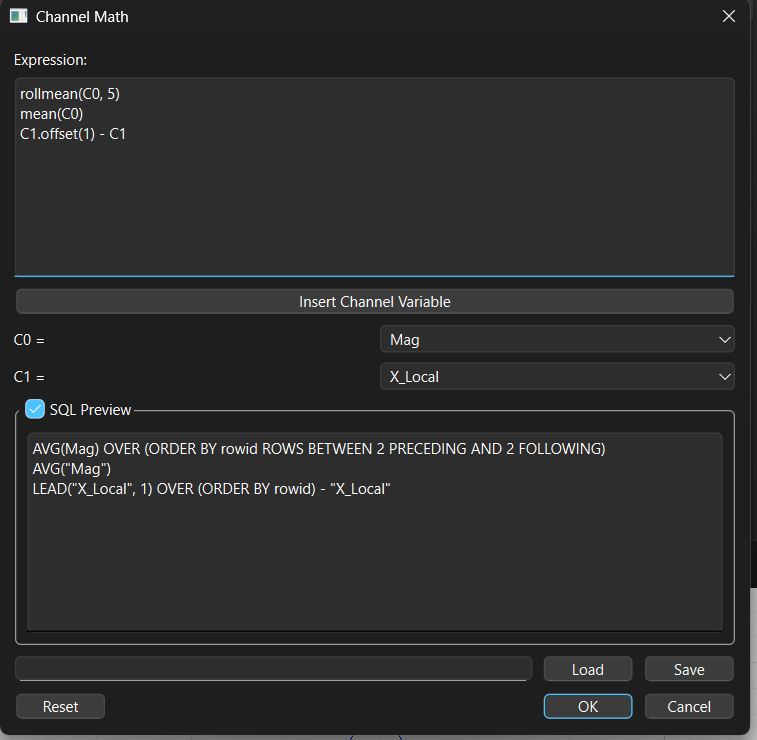 Channel Math
Expression:
rollmean(C0, 5)
mean(C0)
C1.offset(1) - C1
Insert Channel Variable
C0 =
Mag
C1 =
X_Local
SQL Preview
AVG(Mag) OVER (ORDER BY rowid ROWS BETWEEN 2 PRECEDING AND 2 FOLLOWING)
AVG("Mag")
LEAD("X_Local", 1) OVER (ORDER BY rowid) - "X_Local"
Load
Save
Reset
OK
Cancel